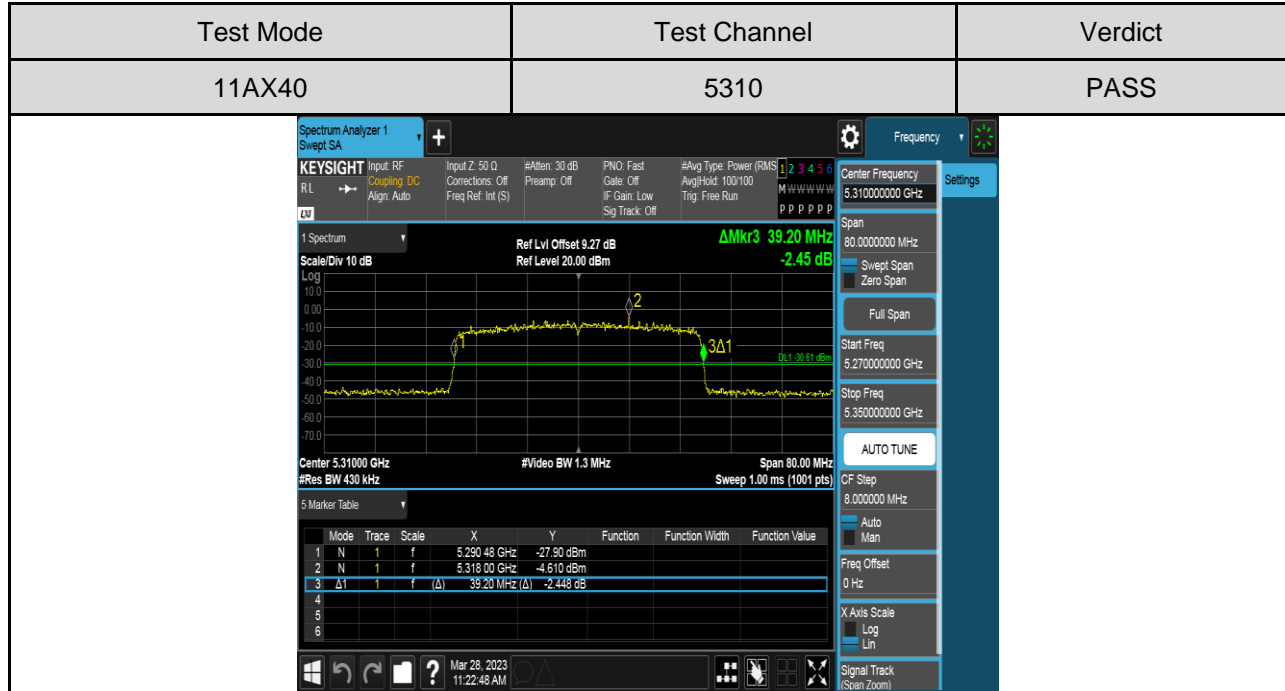 Test Mode Test Channel Verdict
11AX40 5310 PASS
Spectrum Analyzer 1
Swept SA
+
Frequency
KEYSIGHT Input: RF Input Z: 50 Ω #Atten: 30 dB PNO: Fast #Avg Type: Power (RMS 1 2 3 4 5 6
RL Coupling: DC Corrections: Off Preamp: Off Gate: Off Avg|Hold: 100/100 M W W W W W
Align: Auto Freq Ref: Int (S) IF Gain: Low Trig: Free Run
Sig Track: Off P P P P P P
LXI
1 Spectrum
Ref Lvl Offset 9.27 dB ΔMkr3 39.20 MHz
Scale/Div 10 dB Ref Level 20.00 dBm -2.45 dB
Log
10.0
0.00
-10.0
-20.0
-30.0
-40.0
-50.0
-60.0
-70.0
1
2
3Δ1
DL1 -30.61 dBm
Center 5.31000 GHz #Video BW 1.3 MHz Span 80.00 MHz
#Res BW 430 kHz Sweep 1.00 ms (1001 pts)
5 Marker Table
Mode Trace Scale X Y Function Function Width Function Value
1 N 1 f 5.290 48 GHz -27.90 dBm
2 N 1 f 5.318 00 GHz -4.610 dBm
3 Δ1 1 f (Δ) 39.20 MHz (Δ) -2.448 dB
4
5
6
?
Mar 28, 2023
11:22:48 AM
Center Frequency
5.310000000 GHz
Settings
Span
80.0000000 MHz
Swept Span
Zero Span
Full Span
Start Freq
5.270000000 GHz
Stop Freq
5.350000000 GHz
AUTO TUNE
CF Step
8.000000 MHz
Auto
Man
Freq Offset
0 Hz
X Axis Scale
Log
Lin
Signal Track
(Span Zoom)